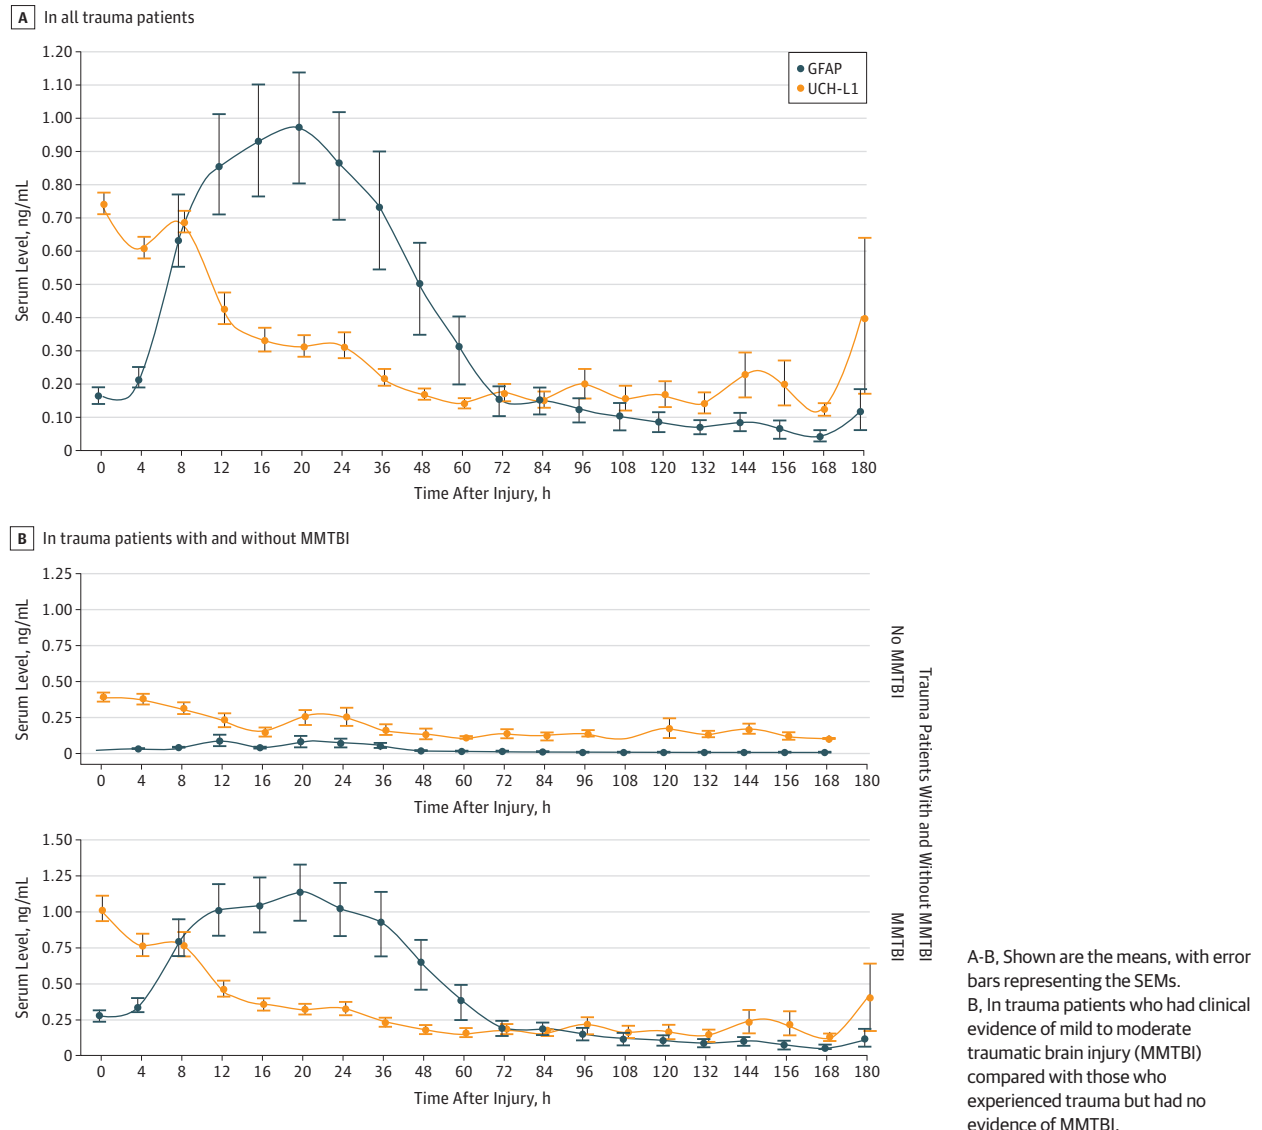 A In all trauma patients
1.20
1.10
1.00
0.90
0.80
0.70
0.60
0.50
0.40
0.30
0.20
0.10
0
Serum Level, ng/mL
GFAP
UCH-L1
0 4 8 12 16 20 24 36 48 60 72 84 96 108 120 132 144 156 168 180
Time After Injury, h
B In trauma patients with and without MMTBI
1.25
1.00
0.75
0.50
0.25
0
Serum Level, ng/mL
0 4 8 12 16 20 24 36 48 60 72 84 96 108 120 132 144 156 168 180
Time After Injury, h
No MMTBI
1.50
1.25
1.00
0.75
0.50
0.25
0
Serum Level, ng/mL
0 4 8 12 16 20 24 36 48 60 72 84 96 108 120 132 144 156 168 180
Time After Injury, h
MMTBI
Trauma Patients With and Without MMTBI
A-B, Shown are the means, with error
bars representing the SEMs.
B, In trauma patients who had clinical
evidence of mild to moderate
traumatic brain injury (MMTBI)
compared with those who
experienced trauma but had no
evidence of MMTBI.